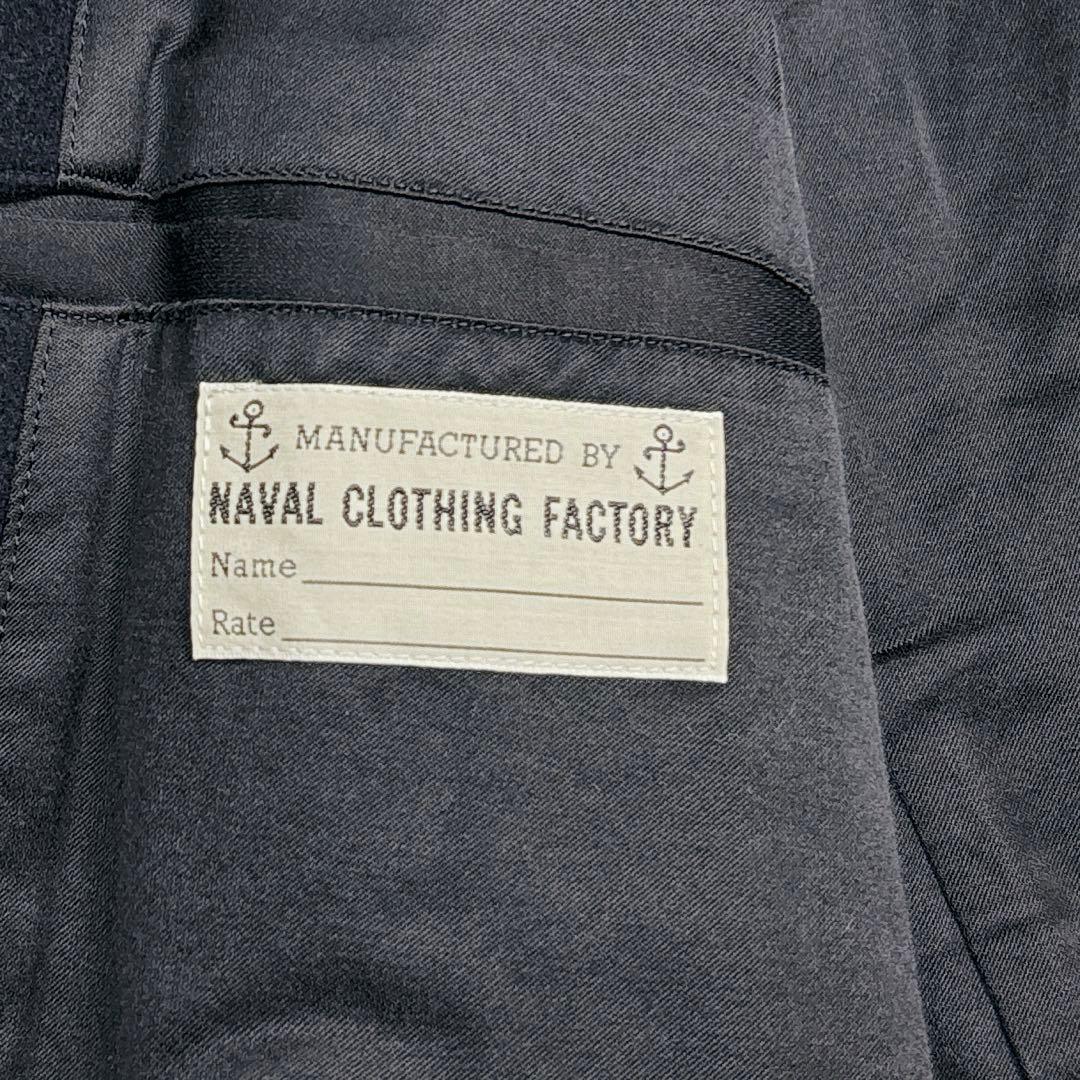 MANUFACTURED BY
NAVAL CLOTHING FACTORY
Name
Rate